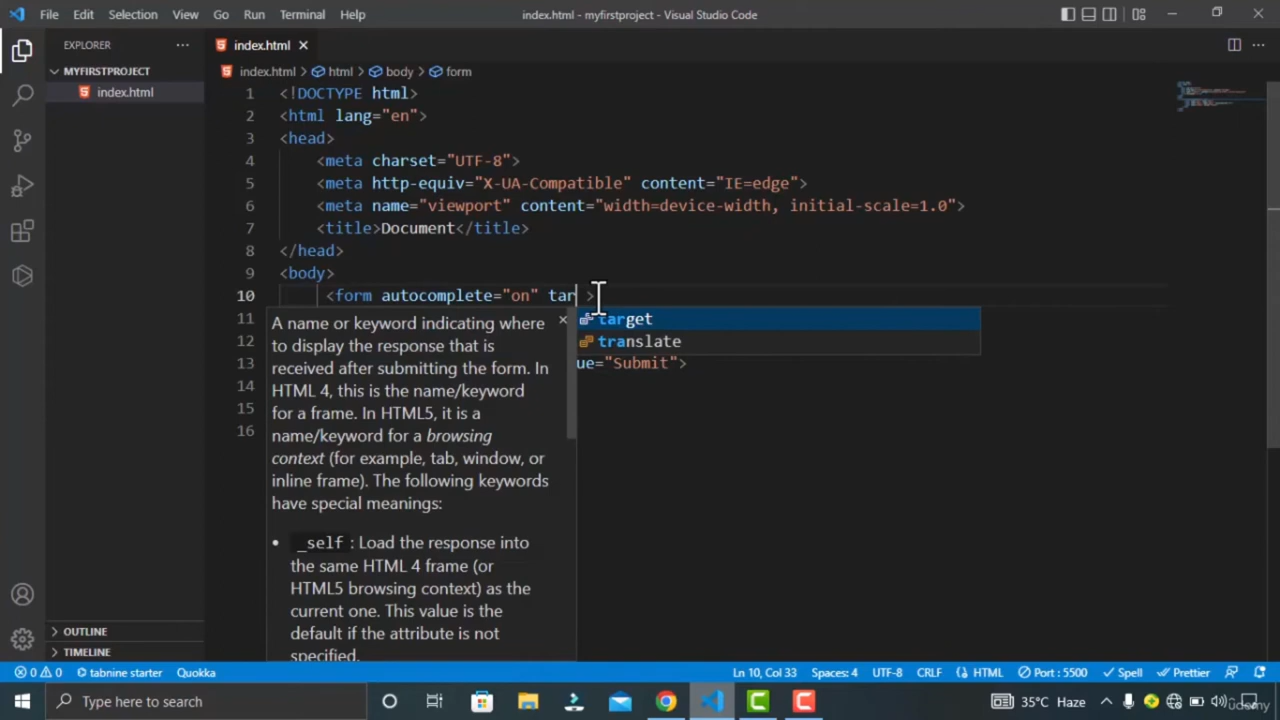 File Edit Selection View Go Run Terminal Help
index.html - myfirstproject - Visual Studio Code
EXPLORER
index.html
MYFIRSTPROJECT
index.html
index.html html body form
1 <!DOCTYPE html>
2 <html lang="en">
3 <head>
4 <meta charset="UTF-8">
5 <meta http-equiv="X-UA-Compatible" content="IE=edge">
6 <meta name="viewport" content="width=device-width, initial-scale=1.0">
7 <title>Document</title>
8 </head>
9 <body>
10 <form autocomplete="on" tar >
11
12
13 ue="Submit">
14
15
16
target
translate
A name or keyword indicating where
to display the response that is
received after submitting the form. In
HTML 4, this is the name/keyword
for a frame. In HTML5, it is a
name/keyword for a browsing
context (for example, tab, window, or
inline frame). The following keywords
have special meanings:
• _self : Load the response into
the same HTML 4 frame (or
HTML5 browsing context) as the
current one. This value is the
default if the attribute is not
specified.
OUTLINE
TIMELINE
0 0 tabnine starter Quokka
Ln 10, Col 33 Spaces: 4 UTF-8 CRLF HTML Port : 5500 Spell Prettier
Type here to search
35°C Haze
Udemy